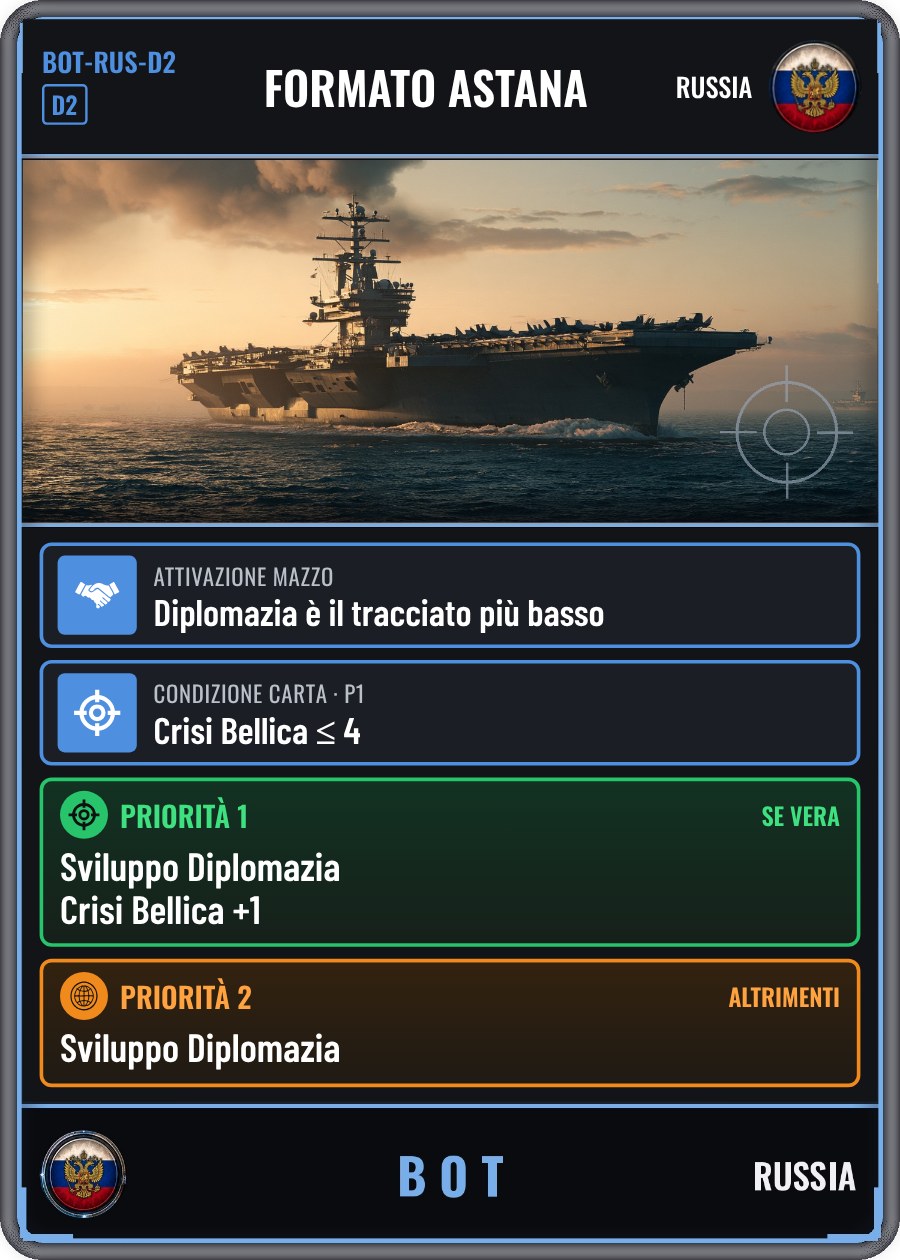 BOT-RUS-D2
D2
FORMATO ASTANA
RUSSIA
ATTIVAZIONE MAZZO
Diplomazia è il tracciato più basso
CONDIZIONE CARTA · P1
Crisi Bellica ≤ 4
PRIORITÀ 1
SE VERA
Sviluppo Diplomazia
Crisi Bellica +1
PRIORITÀ 2
ALTRIMENTI
Sviluppo Diplomazia
BOT
RUSSIA